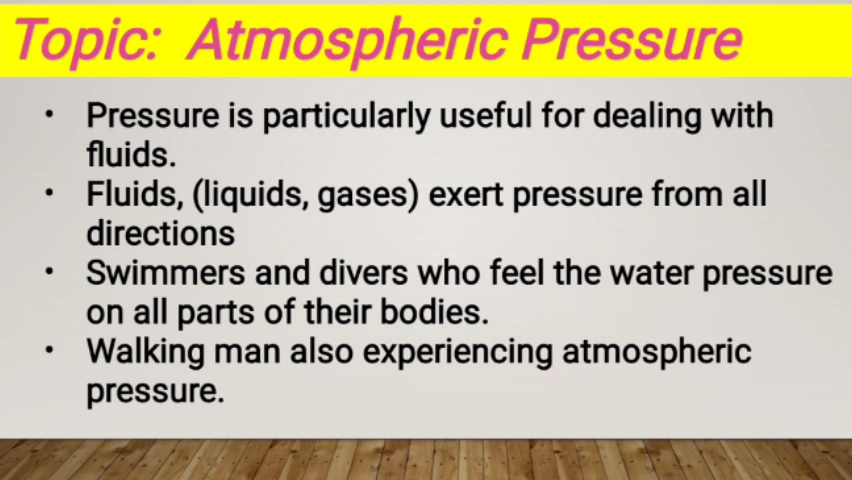 Topic: Atmospheric Pressure
• Pressure is particularly useful for dealing with
fluids.
• Fluids, (liquids, gases) exert pressure from all
directions
• Swimmers and divers who feel the water pressure
on all parts of their bodies.
• Walking man also experiencing atmospheric
pressure.